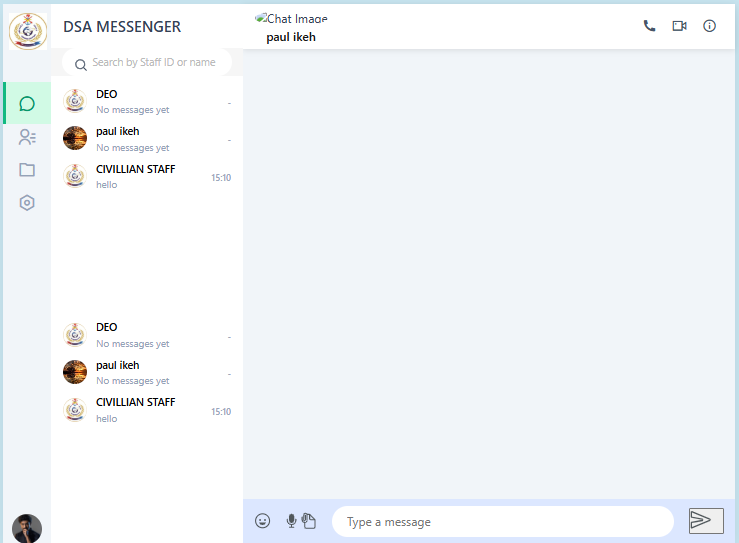 DSA MESSENGER
Search by Staff ID or name
DEO
No messages yet
-
paul ikeh
No messages yet
-
CIVILLIAN STAFF
hello
15:10
DEO
No messages yet
-
paul ikeh
No messages yet
-
CIVILLIAN STAFF
hello
15:10
Chat Image
paul ikeh
Type a message